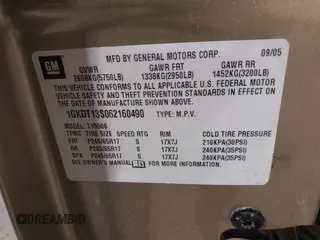 GM
MFD BY GENERAL MOTORS CORP. 09/05
GVWR GAWR FRT GAWR RR
2608KG(5750LB) 1338KG(2950LB) 1452KG(3200LB)
THIS VEHICLE CONFORMS TO ALL APPLICABLE U.S. FEDERAL MOTOR
VEHICLE SAFETY AND THEFT PREVENTION STANDARDS IN EFFECT ON
THE DATE OF MANUFACTURE SHOWN ABOVE.
1GKDT13S062160490 TYPE: M.P.V.
MODEL: T15506
TPMC TIRE SIZE SPEED RTG RIM COLD TIRE PRESSURE
FRT P245/65R17 S 17X7J 210KPA(30PSI)
RR P245/65R17 S 17X7J 240KPA(35PSI)
SPA P245/65R17 S 17X7J 240KPA(35PSI)
SEE OWNER'S MANUAL FOR MORE INFORMATION.
DREAMBID